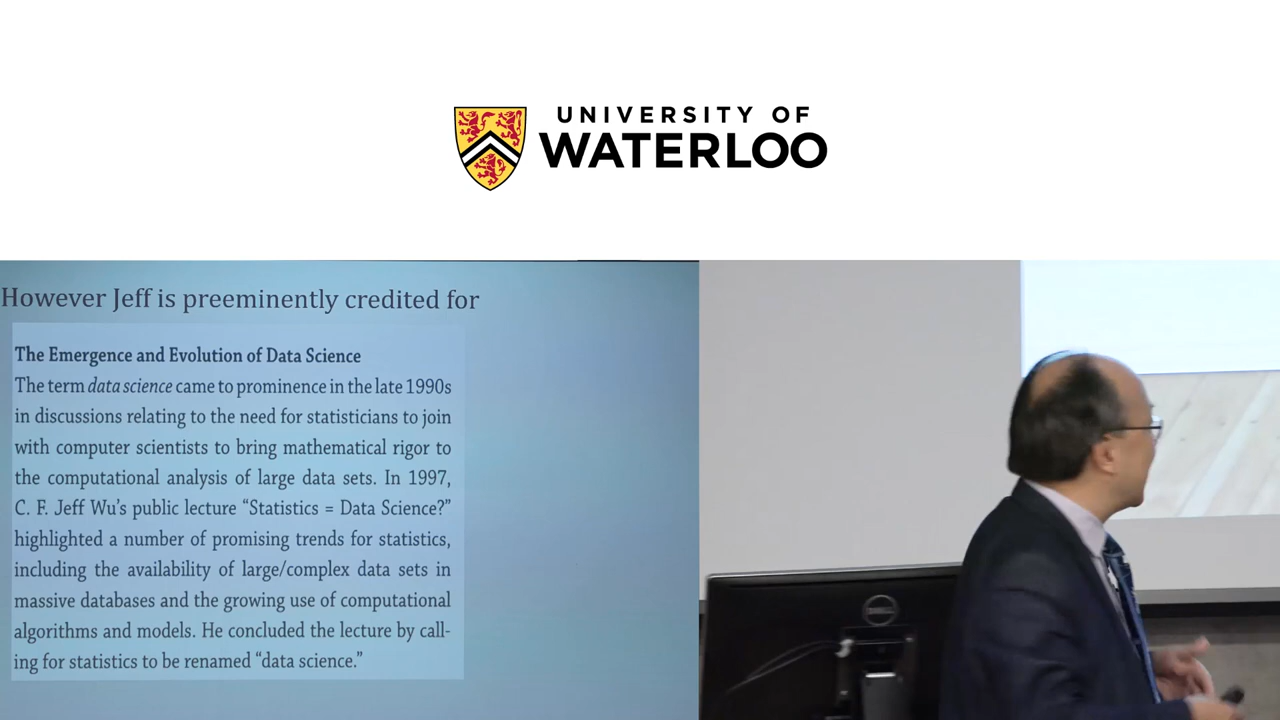 UNIVERSITY OF
WATERLOO
However Jeff is preeminently credited for
The Emergence and Evolution of Data Science
The term data science came to prominence in the late 1990s
in discussions relating to the need for statisticians to join
with computer scientists to bring mathematical rigor to
the computational analysis of large data sets. In 1997,
C. F. Jeff Wu’s public lecture “Statistics = Data Science?”
highlighted a number of promising trends for statistics,
including the availability of large/complex data sets in
massive databases and the growing use of computational
algorithms and models. He concluded the lecture by call-
ing for statistics to be renamed “data science.”
DELL